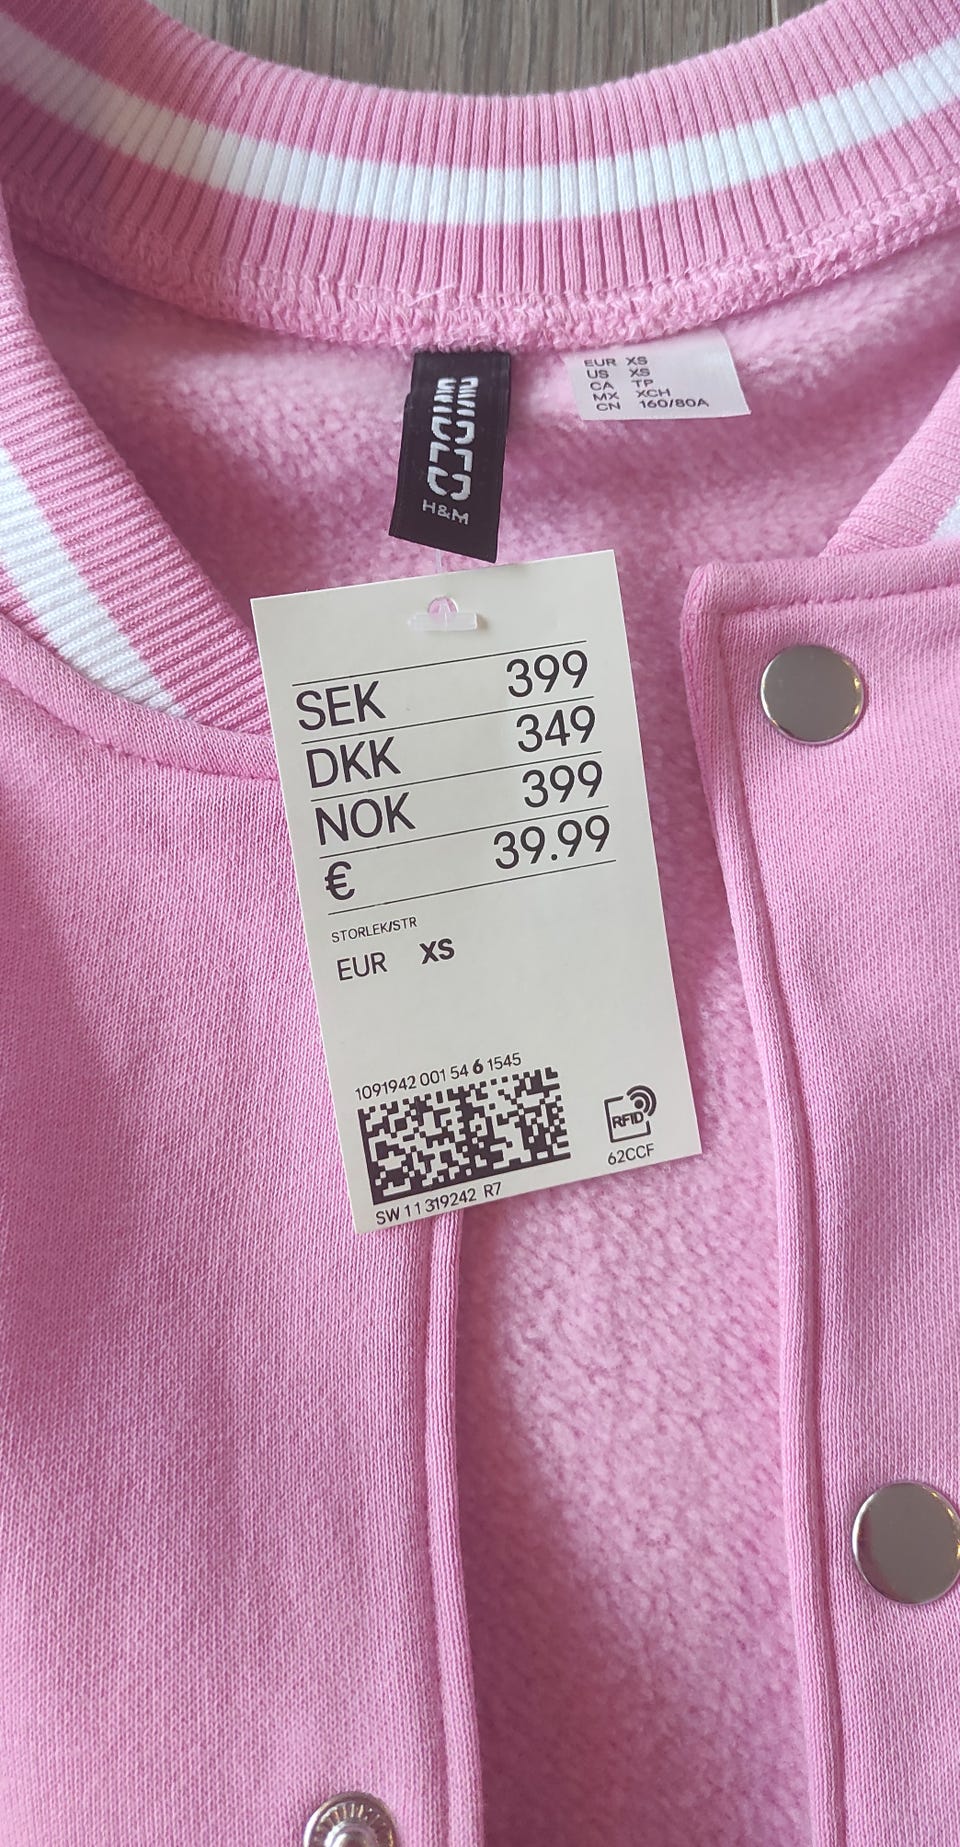 DIVIDED
H&M
EUR XS
US XS
CA TP
MX XCH
CN 160/80A
SEK 399
DKK 349
NOK 399
€ 39.99
STORLEK/STR
EUR XS
1091942 001 54 6 1545
RFID
62CCF
SW 11 319242 R7